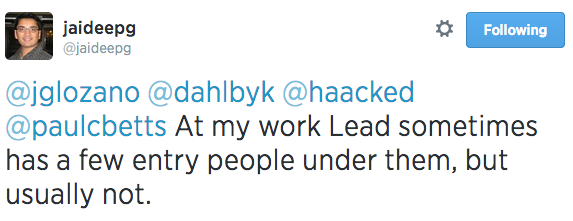 jaideepg
@jaideepg
Following
@jglozano @dahlbyk @haacked
@paulcbetts At my work Lead sometimes
has a few entry people under them, but
usually not.